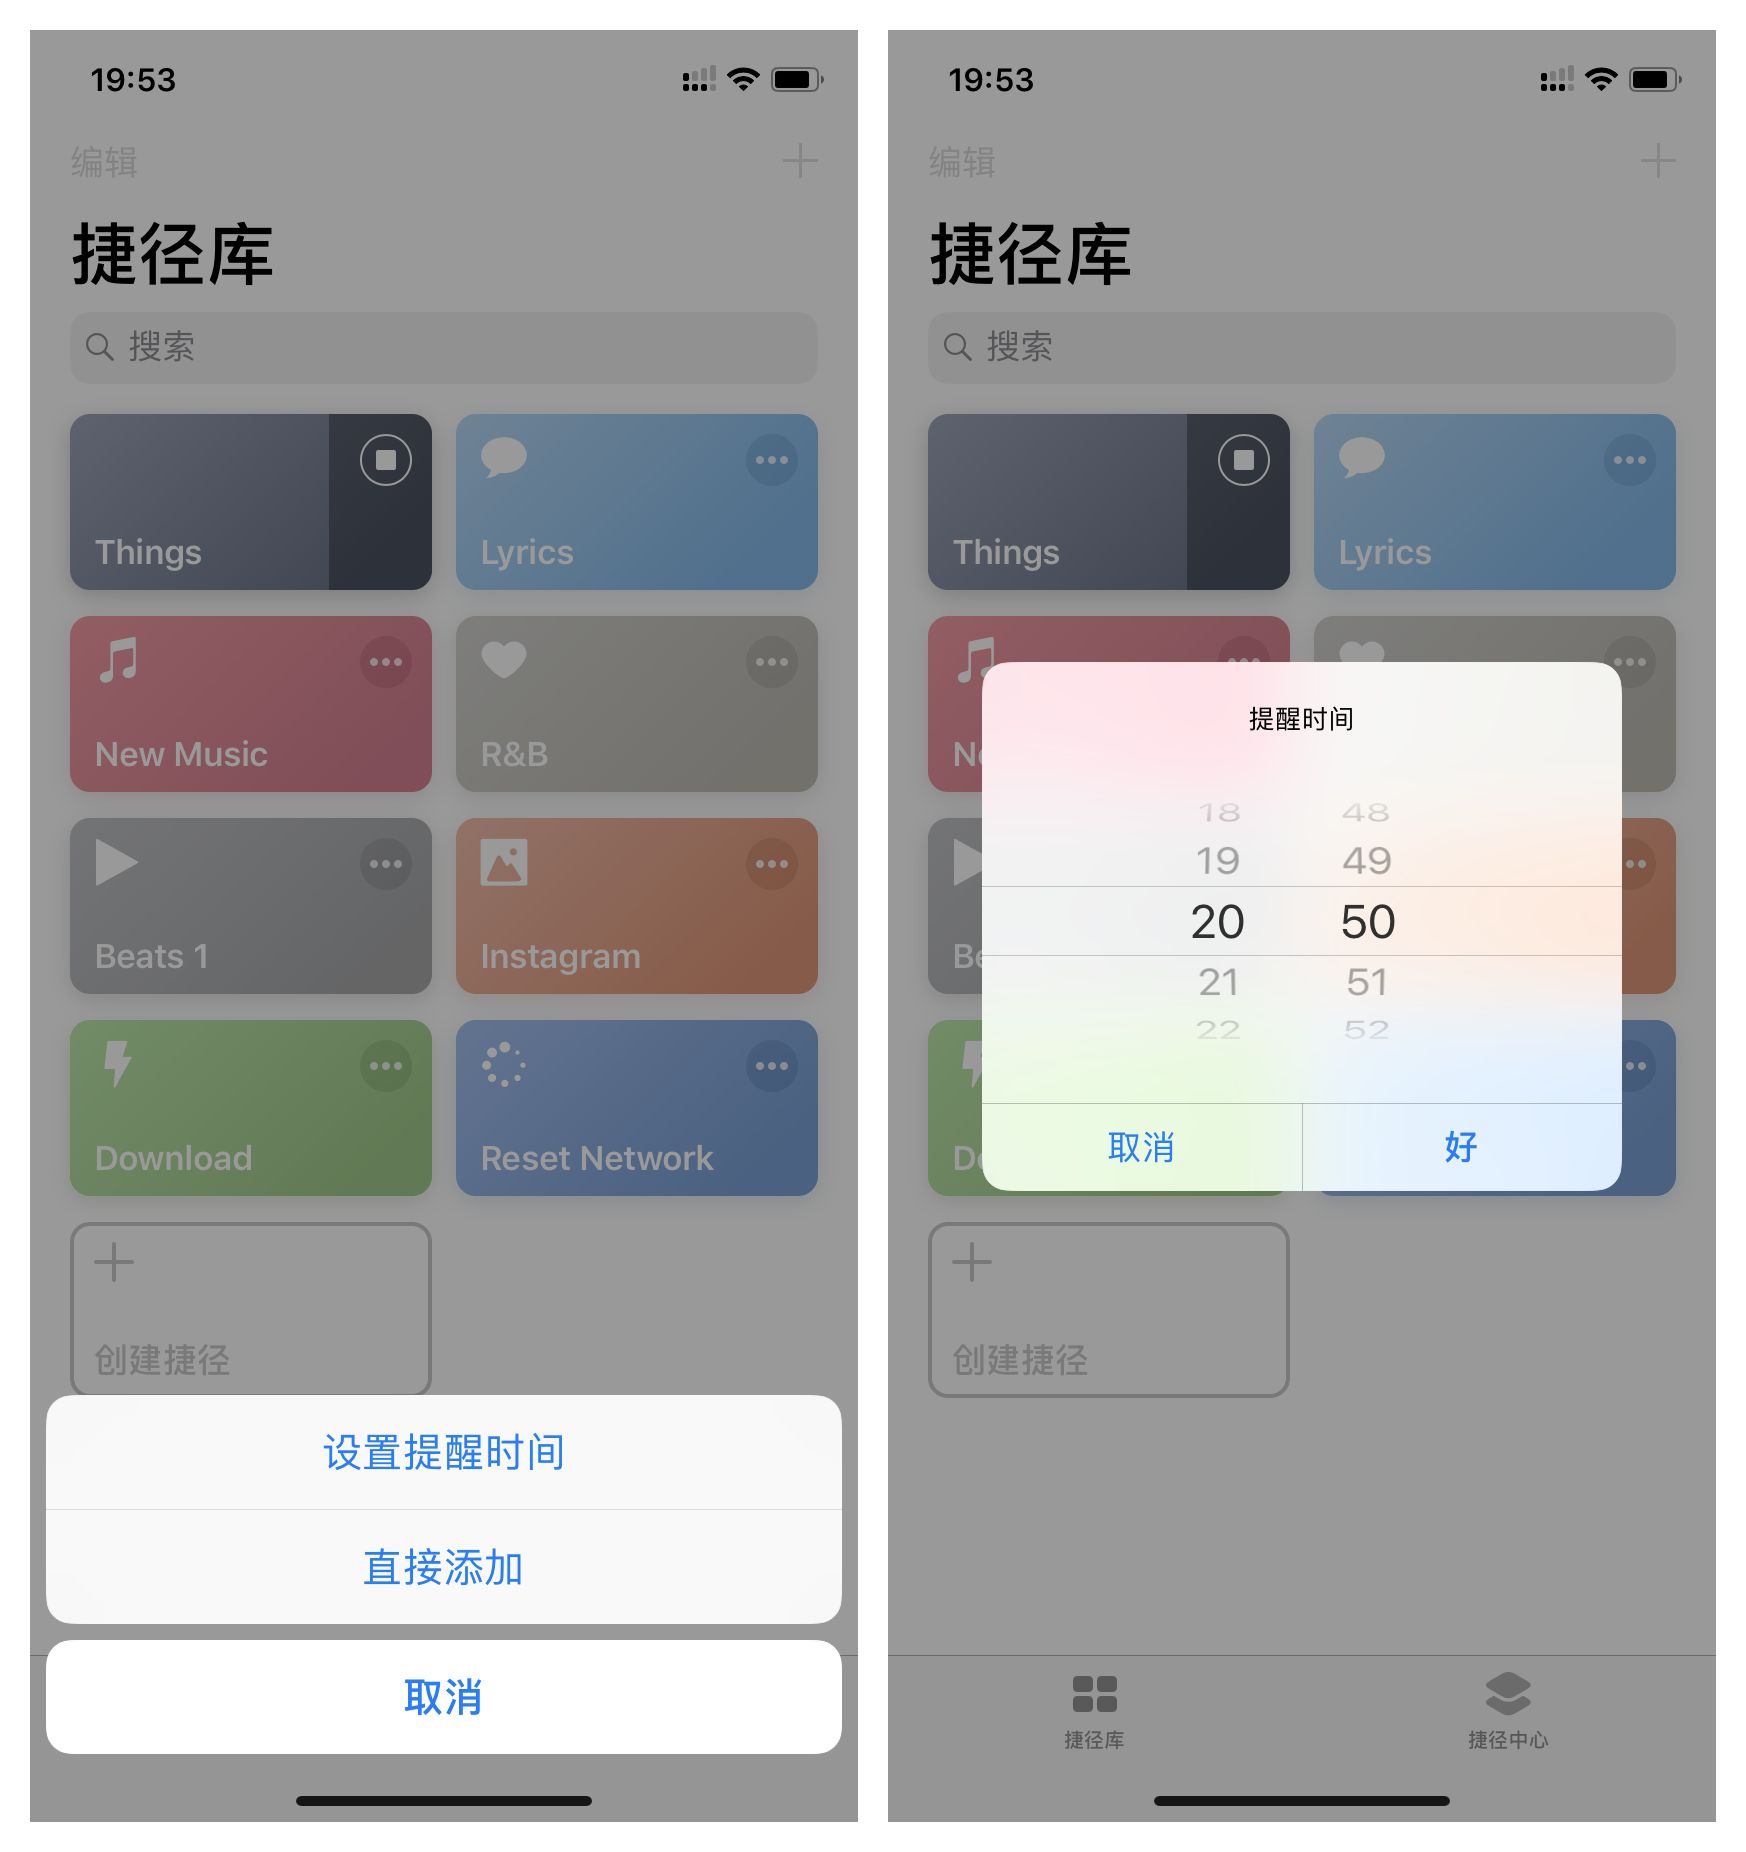 19:53
编辑
捷径库
搜索
Things
Lyrics
New Music
R&B
Beats 1
Instagram
Download
Reset Network
创建捷径
设置提醒时间
直接添加
取消
19:53
编辑
捷径库
搜索
Things
Lyrics
提醒时间
18 48
19 49
20 50
21 51
22 52
取消 好
创建捷径
捷径库 捷径中心